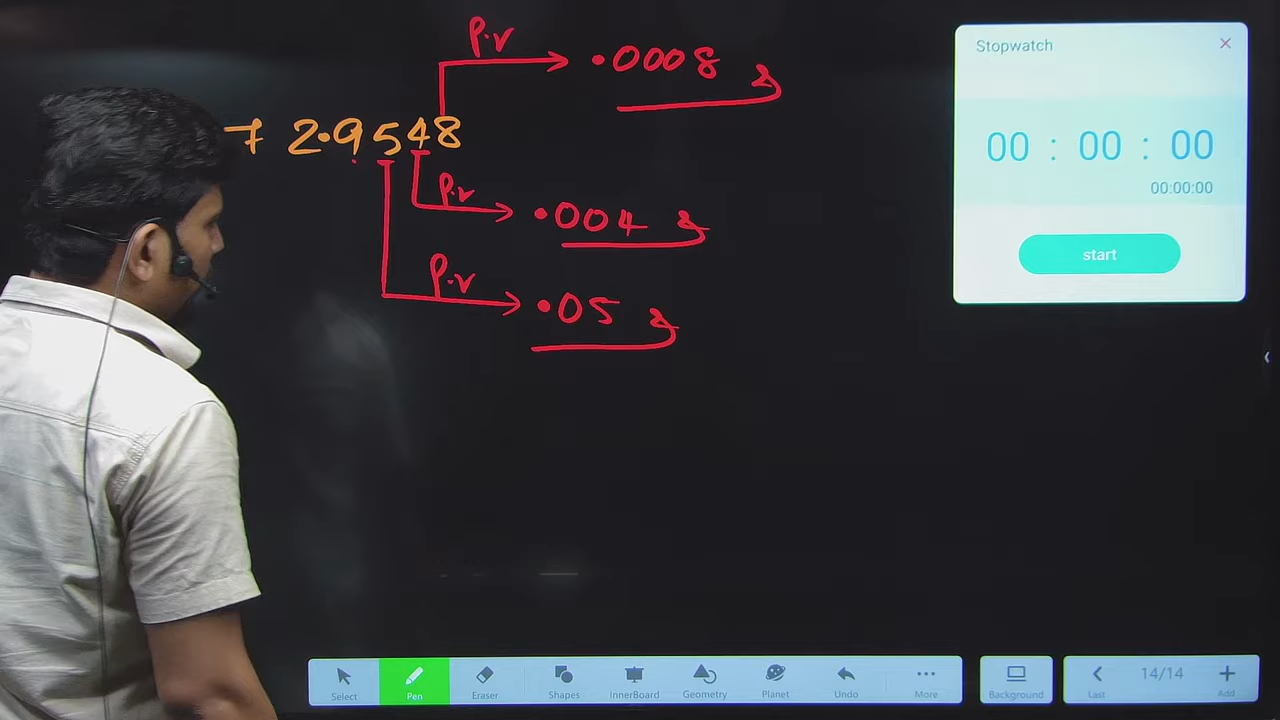 P.V → .0008
72.9548
P.V → .004
P.V → .05
Stopwatch
00 : 00 : 00
00:00:00
start
Select Pen Eraser Shapes InnerBoard Geometry Planet Undo More Background Last 14/14 Add